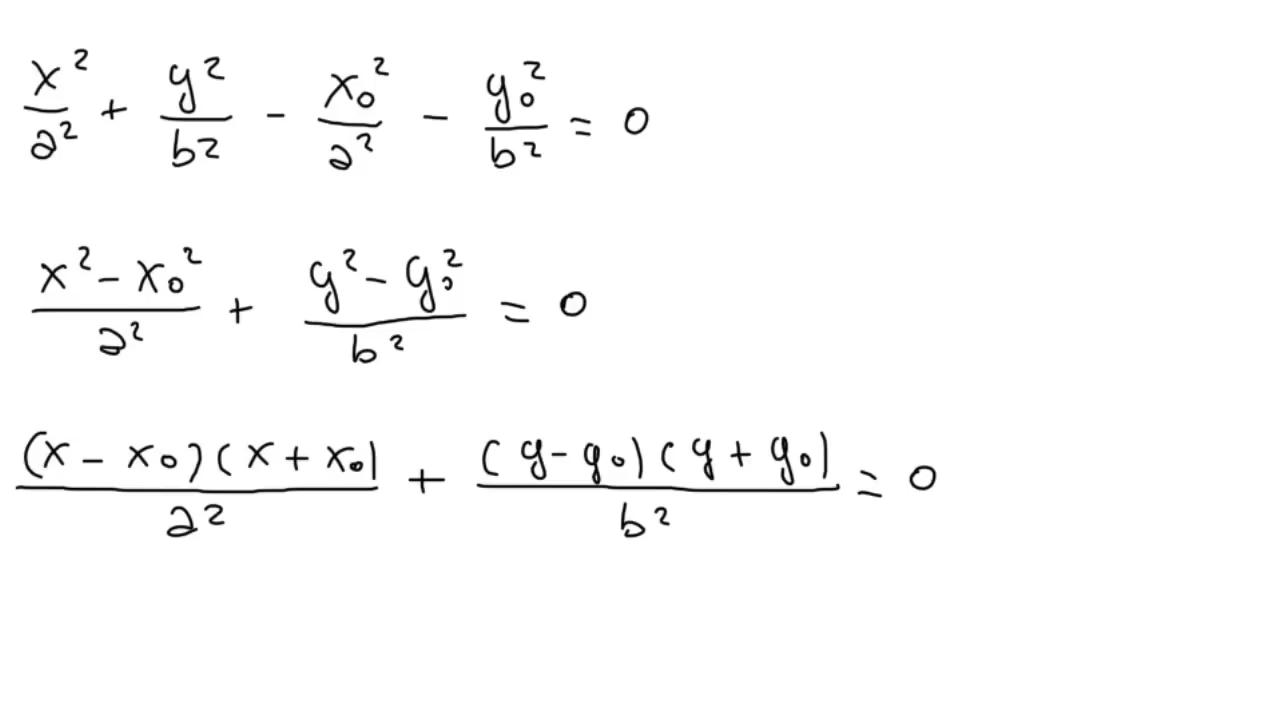 x²/a² + y²/b² - x₀²/a² - y₀²/b² = 0
x² - x₀²/a² + y² - y₀²/b² = 0
(x - x₀)(x + x₀)/a² + (y - y₀)(y + y₀)/b² = 0